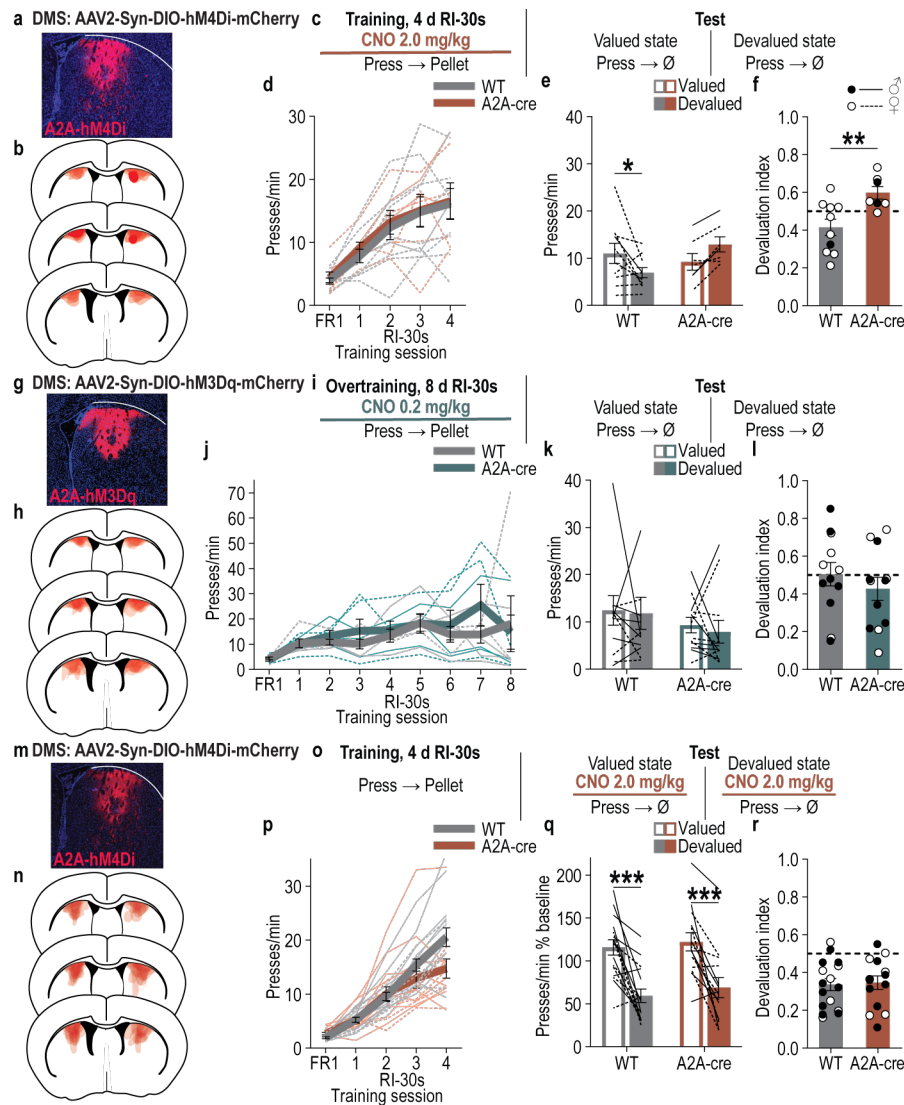 a DMS: AAV2-Syn-DIO-hM4Di-mCherry
A2A-hM4Di
b
c Training, 4 d RI-30s
CNO 2.0 mg/kg
Press → Pellet
Test
Valued state
Press → Ø
Devalued state
Press → Ø
d
WT
A2A-cre
Presses/min
30
20
10
0
FR1 1 2 3 4
RI-30s
Training session
e
Valued
Devalued
Presses/min
40
30
20
10
0
*
WT A2A-cre
f
♂
♀
Devaluation index
1.0
0.8
0.6
0.4
0.2
0.0
**
WT A2A-cre
g DMS: AAV2-Syn-DIO-hM3Dq-mCherry
A2A-hM3Dq
h
i Overtraining, 8 d RI-30s
CNO 0.2 mg/kg
Press → Pellet
Test
Valued state
Press → Ø
Devalued state
Press → Ø
j
WT
A2A-cre
Presses/min
70
60
50
40
30
20
10
0
FR1 1 2 3 4 5 6 7 8
RI-30s
Training session
k
Valued
Devalued
Presses/min
40
30
20
10
0
WT A2A-cre
l
Devaluation index
1.0
0.8
0.6
0.4
0.2
0.0
WT A2A-cre
m DMS: AAV2-Syn-DIO-hM4Di-mCherry
A2A-hM4Di
n
o Training, 4 d RI-30s
Press → Pellet
Test
Valued state
CNO 2.0 mg/kg
Press → Ø
Devalued state
CNO 2.0 mg/kg
Press → Ø
p
WT
A2A-cre
Presses/min
30
20
10
0
FR1 1 2 3 4
RI-30s
Training session
q
Valued
Devalued
Presses/min % baseline
200
150
100
50
0
***
***
WT A2A-cre
r
Devaluation index
1.0
0.8
0.6
0.4
0.2
0.0
WT A2A-cre